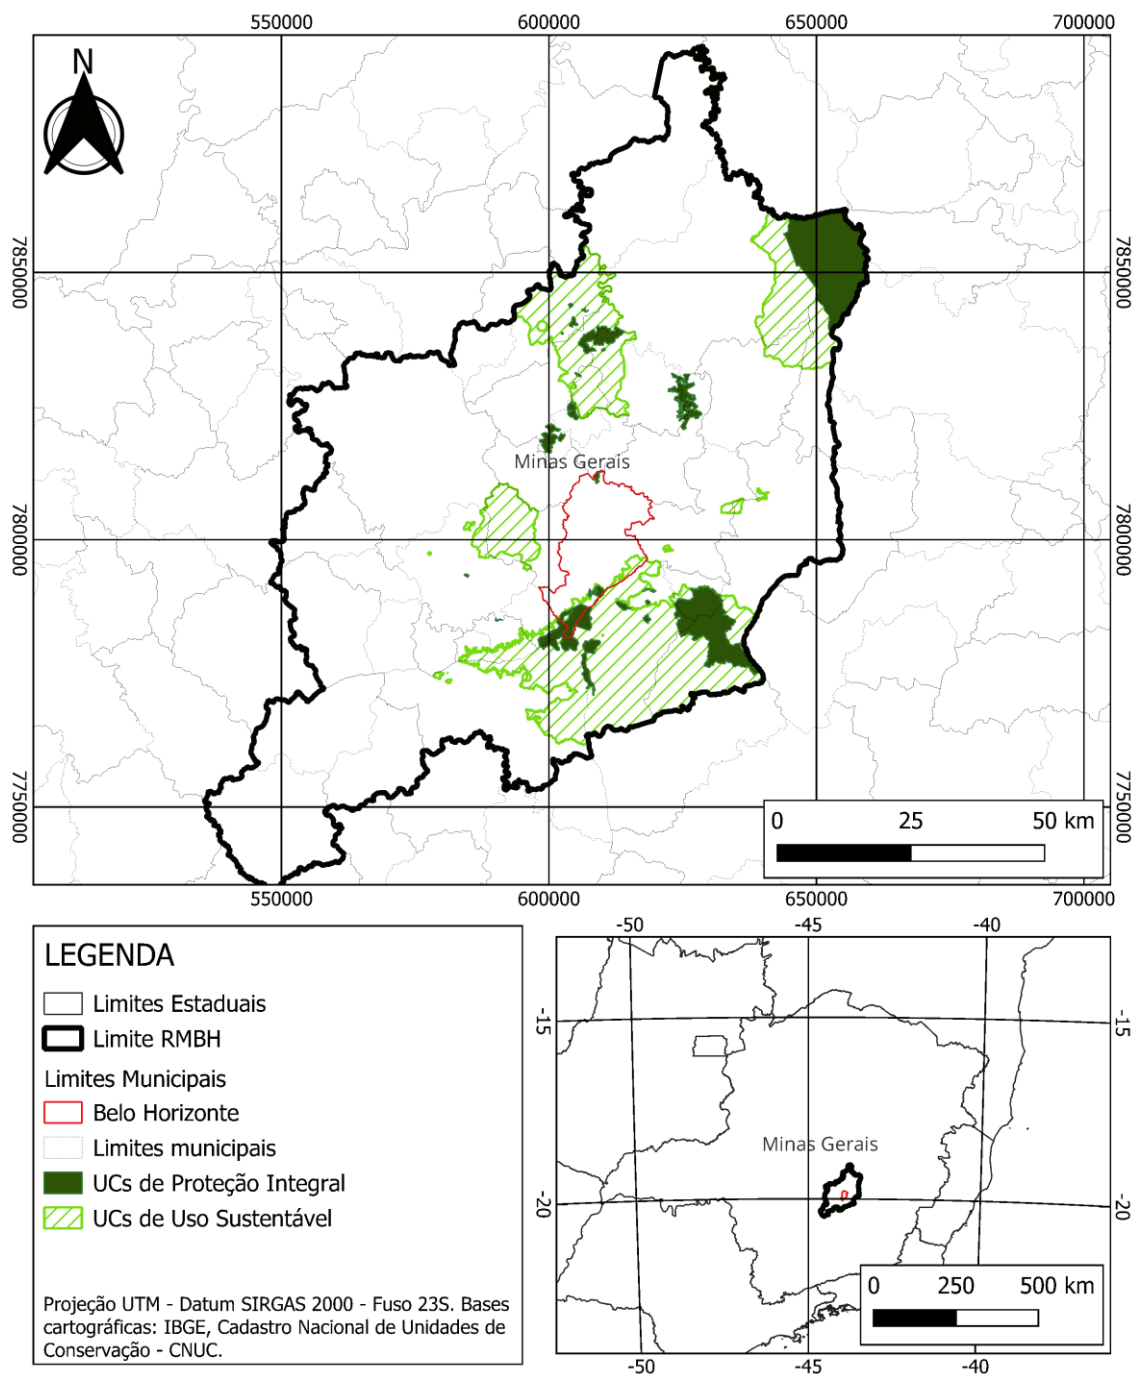 550000
600000
650000
700000
N
7850000
7850000
Minas Gerais
7800000
7800000
7750000
7750000
0 25 50 km
550000
600000
650000
700000
LEGENDA
Limites Estaduais
Limite RMBH
Limites Municipais
Belo Horizonte
Limites municipais
UCs de Proteção Integral
UCs de Uso Sustentável
Projeção UTM - Datum SIRGAS 2000 - Fuso 23S. Bases
cartográficas: IBGE, Cadastro Nacional de Unidades de
Conservação - CNUC.
-50
-45
-40
-15
-15
Minas Gerais
-20
-20
0 250 500 km
-50
-45
-40